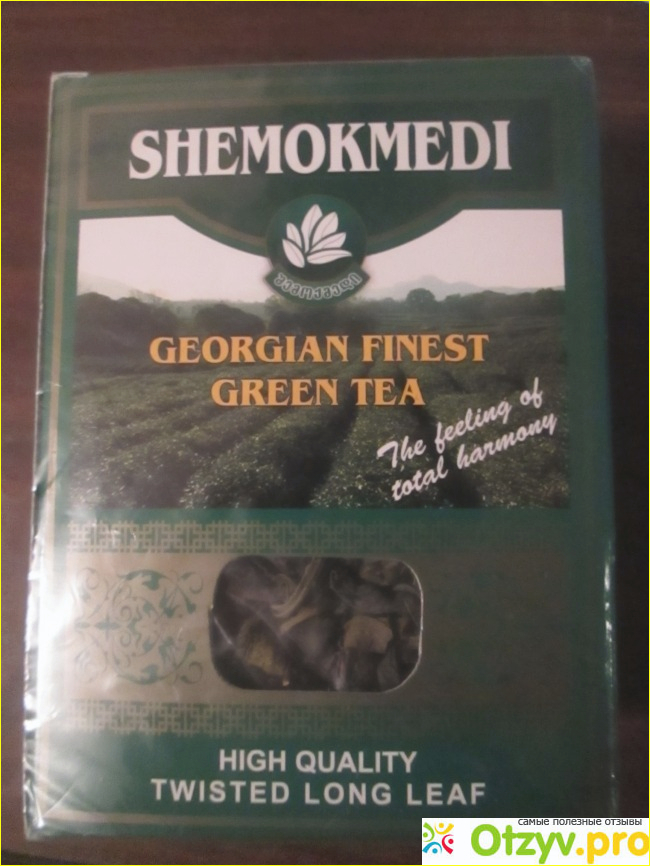 SHEMOKMEDI
შემოქმედი
GEORGIAN FINEST
GREEN TEA
The feeling of
total harmony
HIGH QUALITY
TWISTED LONG LEAF
самые полезные отзывы
Otzyv.pro